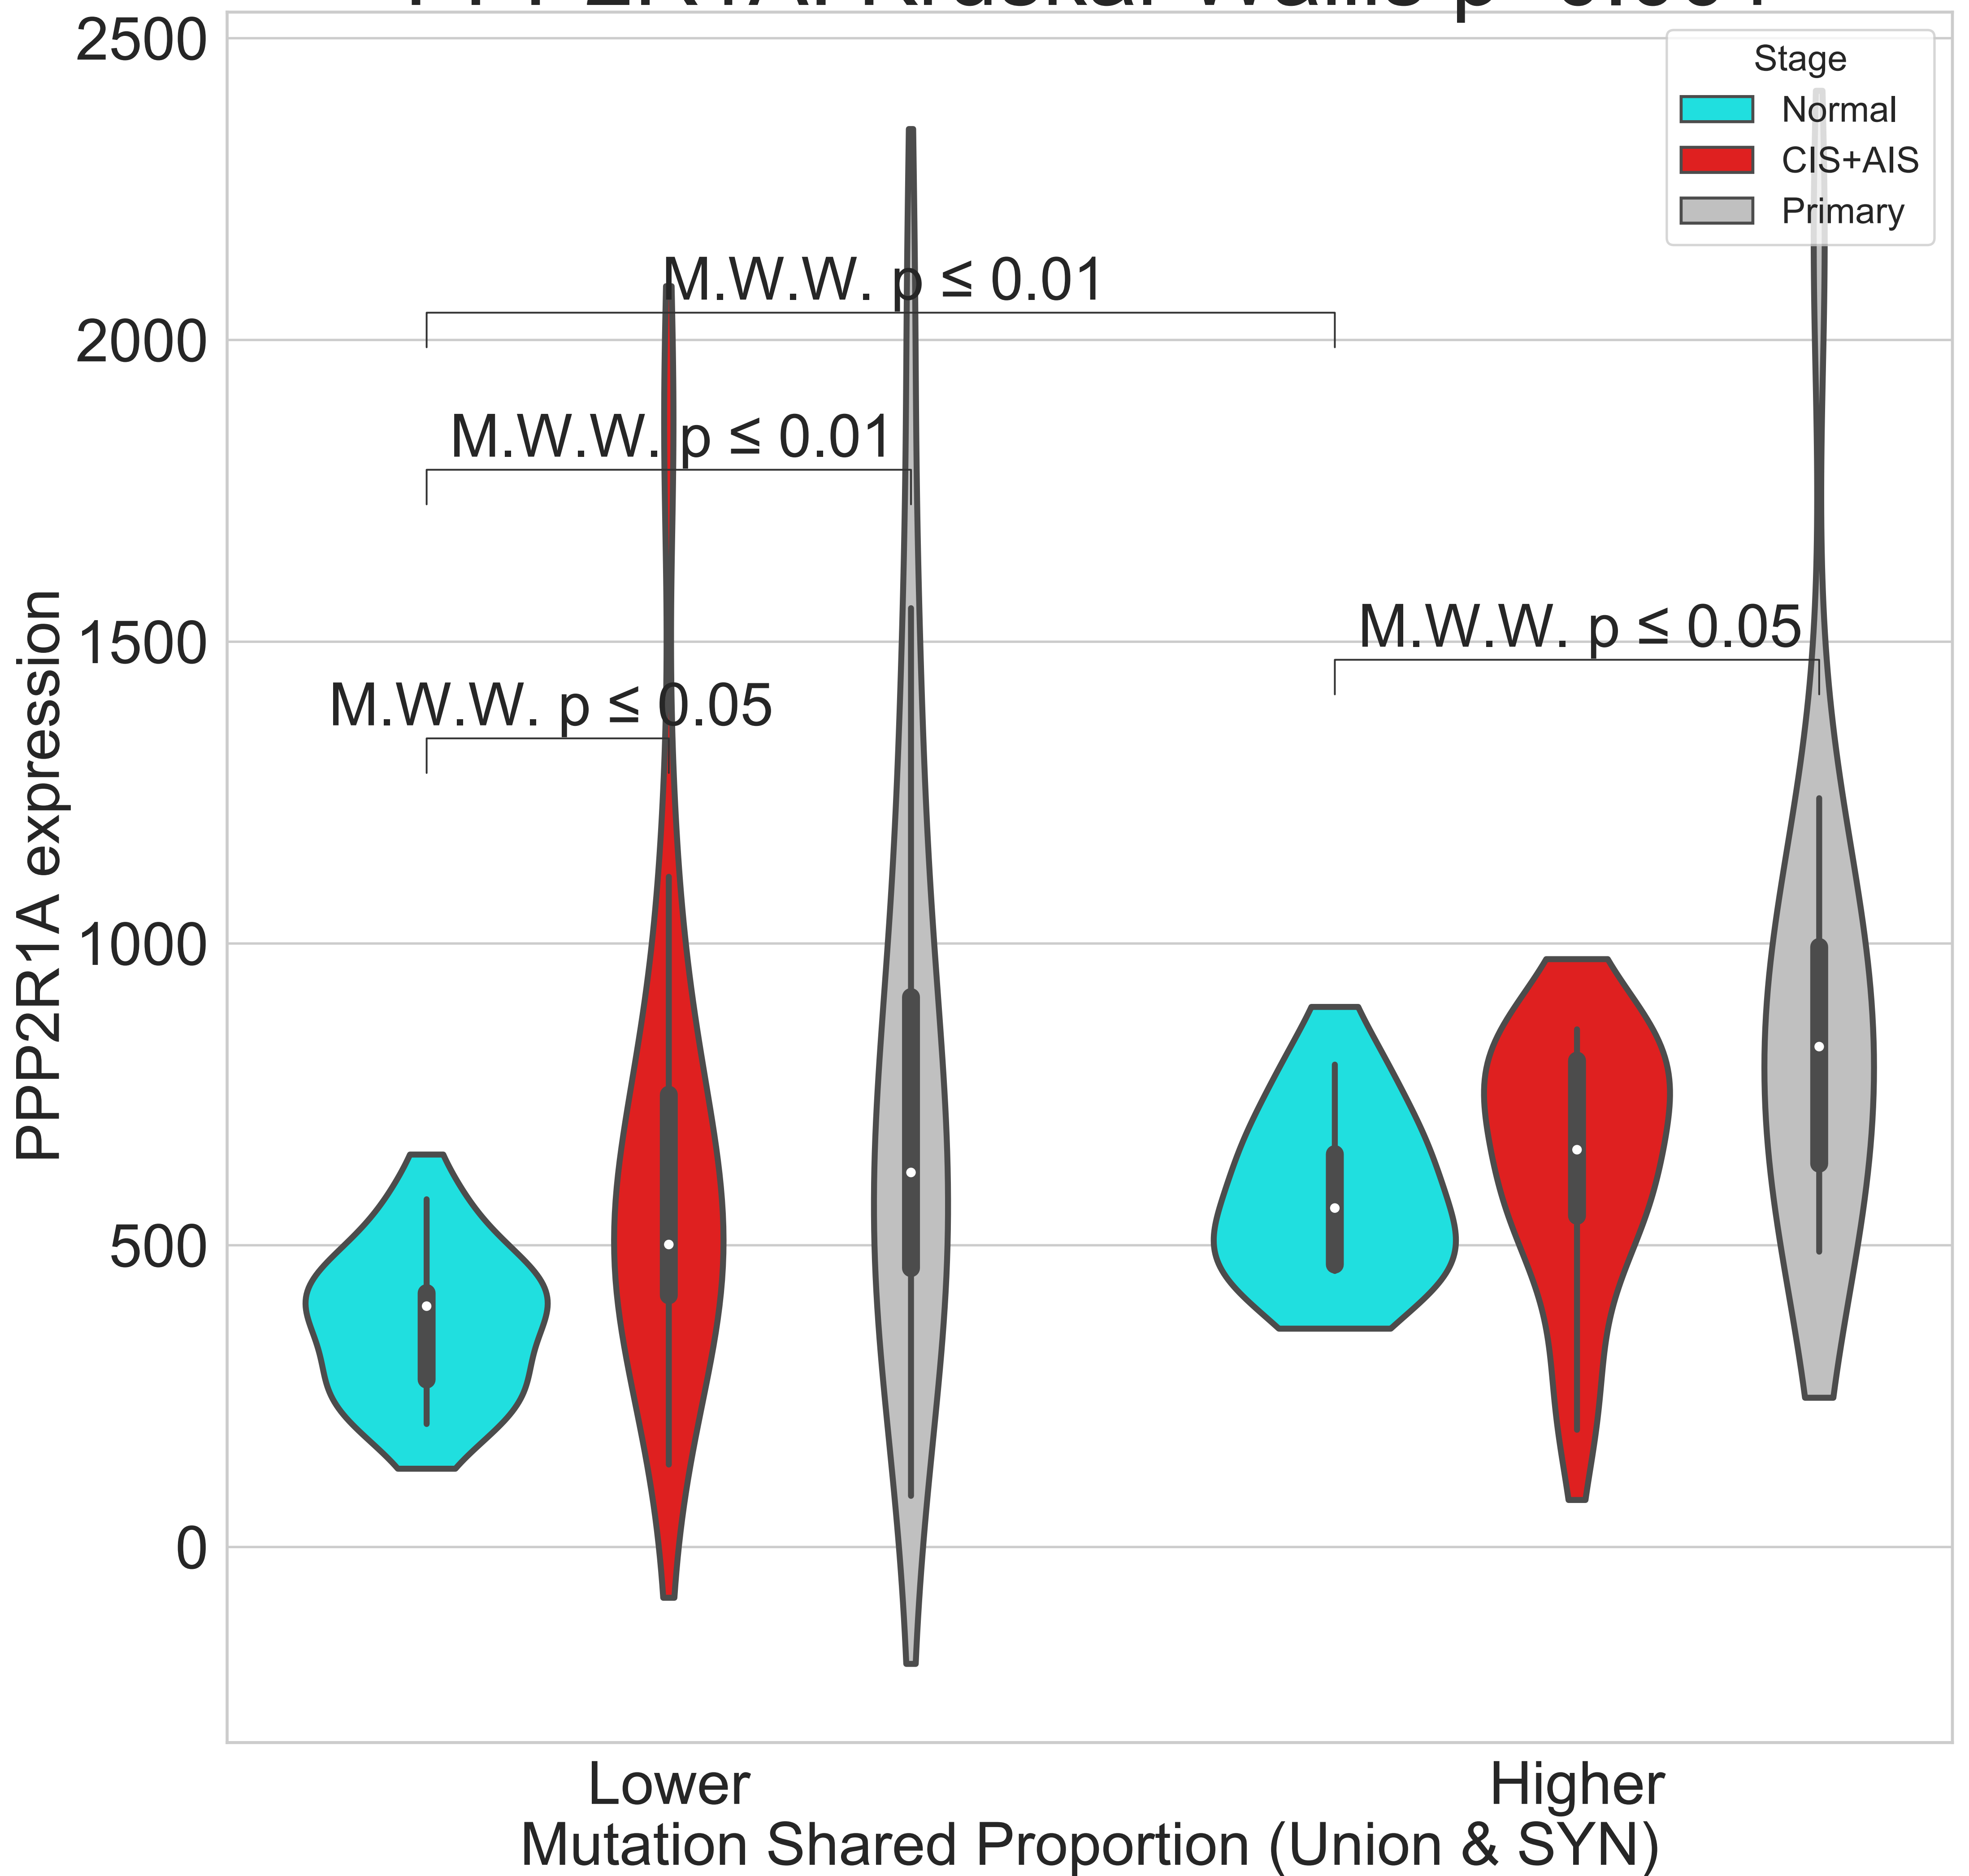 2500
2000
1500
1000
500
0
PPP2R1A expression
Stage
Normal
CIS+AIS
Primary
M.W.W. p ≤ 0.01
M.W.W. p ≤ 0.01
M.W.W. p ≤ 0.05
M.W.W. p ≤ 0.05
Lower
Higher
Mutation Shared Proportion (Union & SYN)